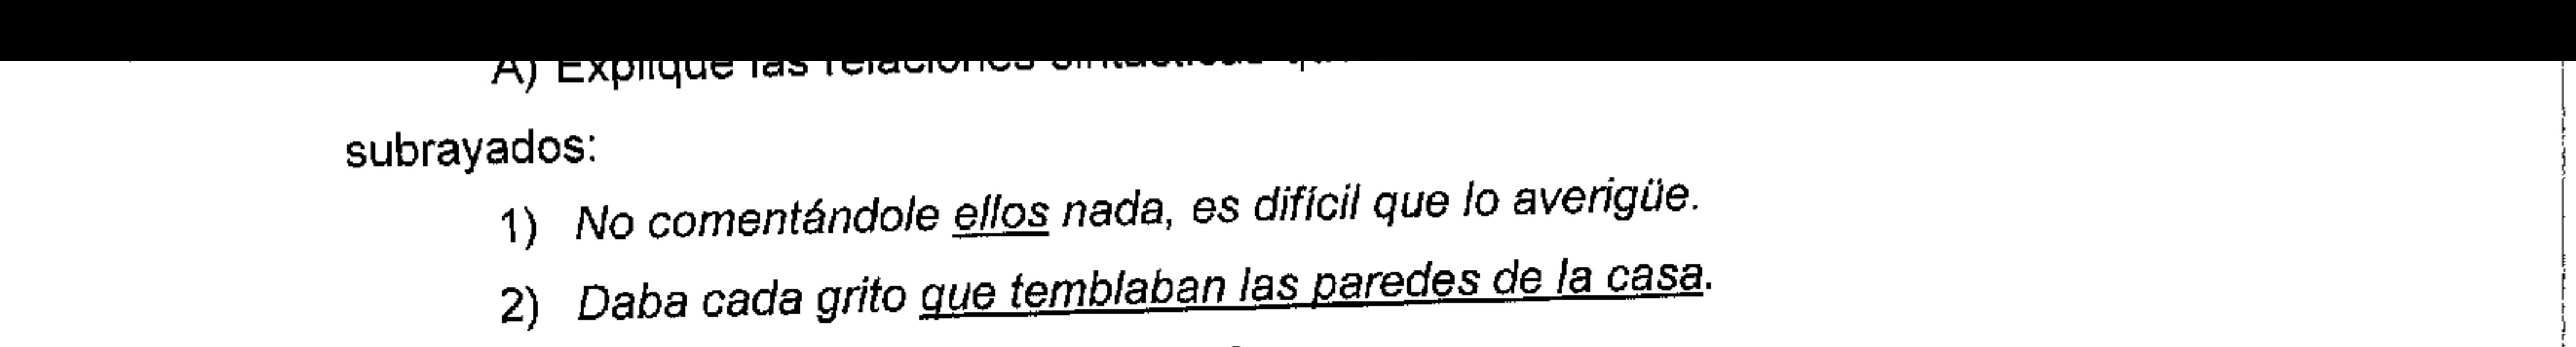 A) Explique las relaciones sintácticas
subrayados:
1) No comentándole ellos nada, es difícil que lo averigüe.
2) Daba cada grito que temblaban las paredes de la casa.